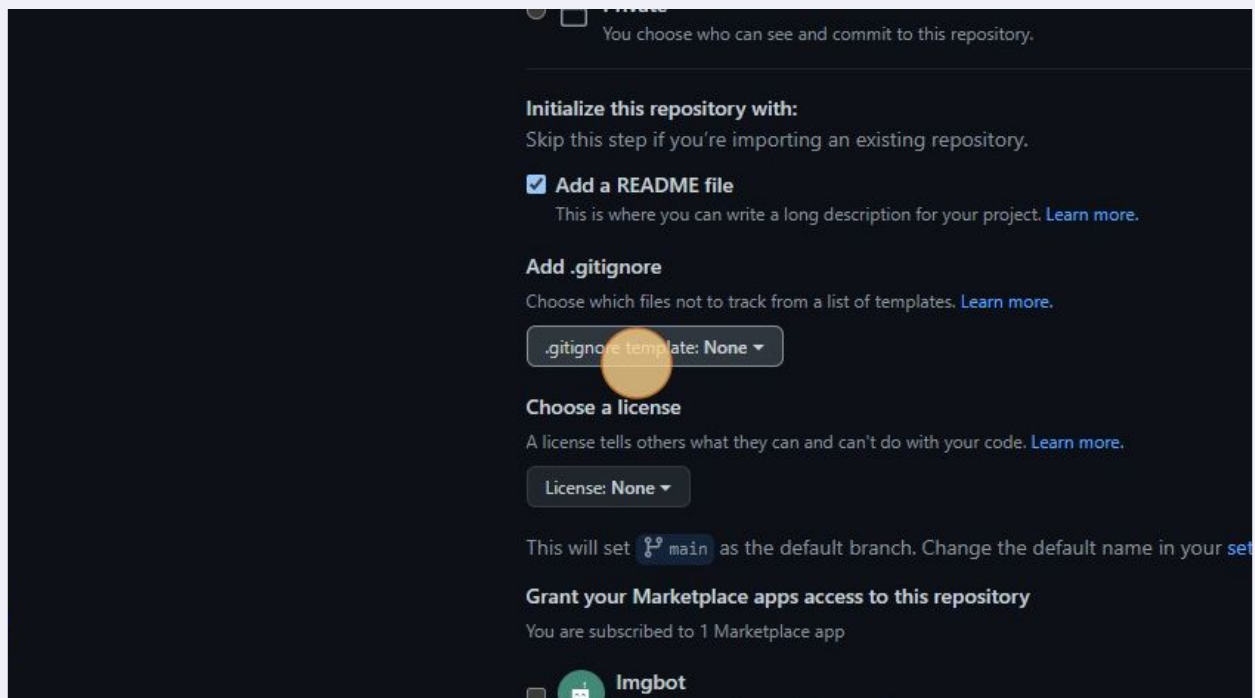 Private
You choose who can see and commit to this repository.
Initialize this repository with:
Skip this step if you're importing an existing repository.
Add a README file
This is where you can write a long description for your project. Learn more.
Add .gitignore
Choose which files not to track from a list of templates. Learn more.
.gitignore template: None
Choose a license
A license tells others what they can and can't do with your code. Learn more.
License: None
This will set main as the default branch. Change the default name in your set
Grant your Marketplace apps access to this repository
You are subscribed to 1 Marketplace app
Imgbot